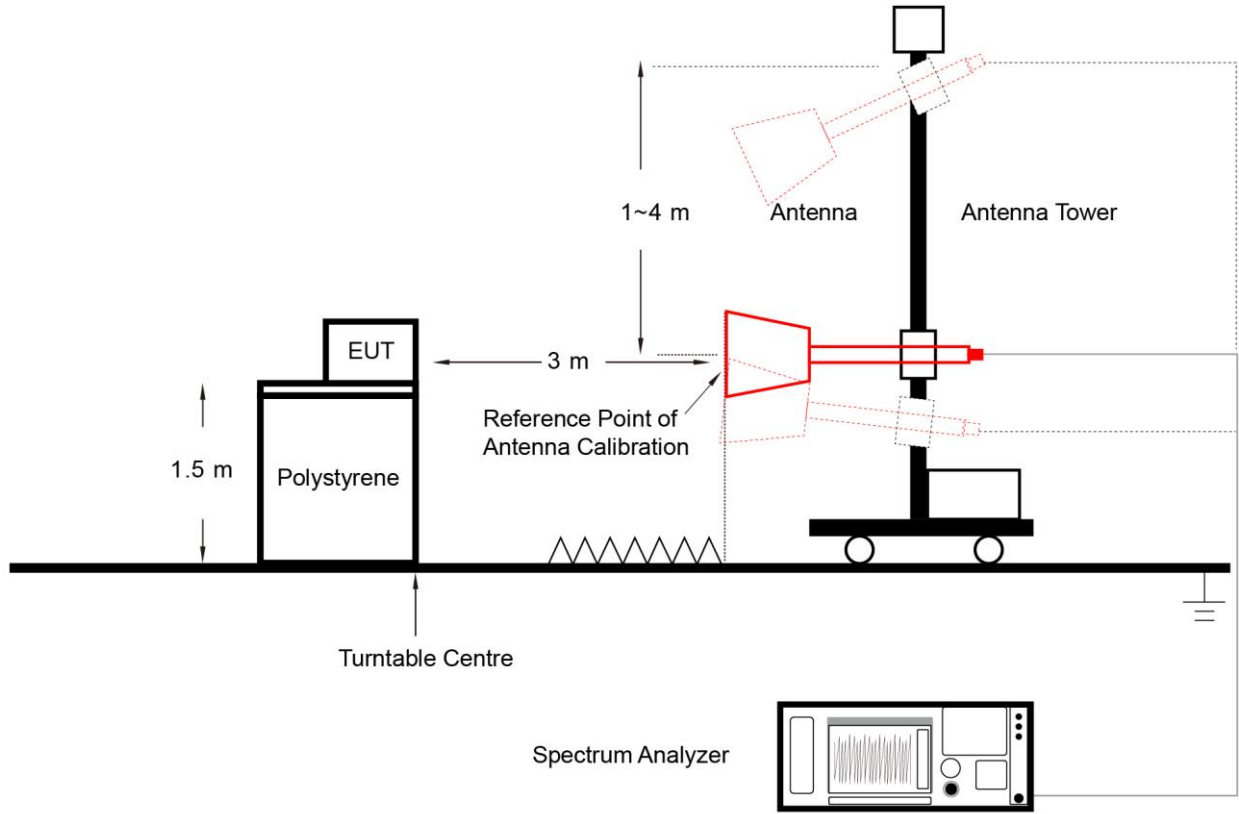 1~4 m
Antenna
Antenna Tower
EUT
3 m
Reference Point of
Antenna Calibration
1.5 m
Polystyrene
Turntable Centre
Spectrum Analyzer